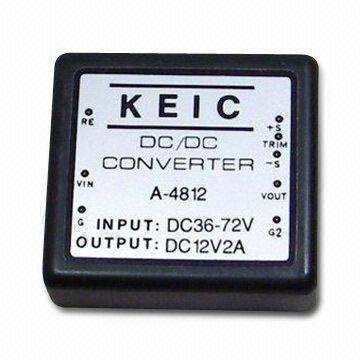 KEIC
DC/DC
CONVERTER
A-4812
INPUT: DC36-72V
OUTPUT: DC12V2A
RE
VIN
G
+S
TRIM
-S
VOUT
G2